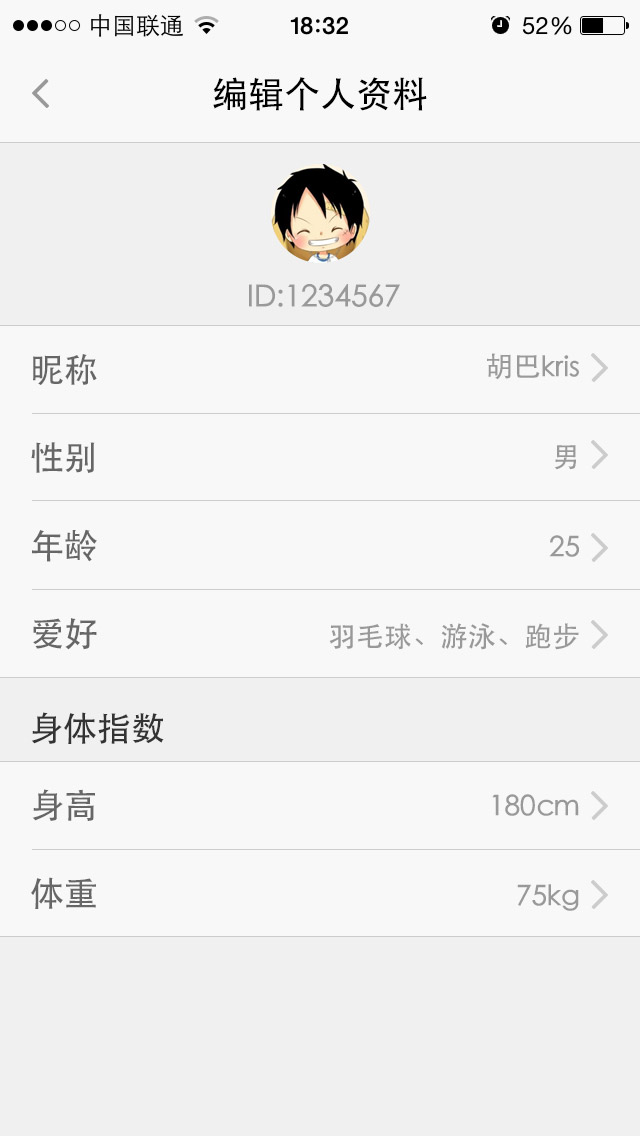 中国联通 18:32 52%
编辑个人资料
ID:1234567
昵称 胡巴kris
性别 男
年龄 25
爱好 羽毛球、游泳、跑步
身体指数
身高 180cm
体重 75kg